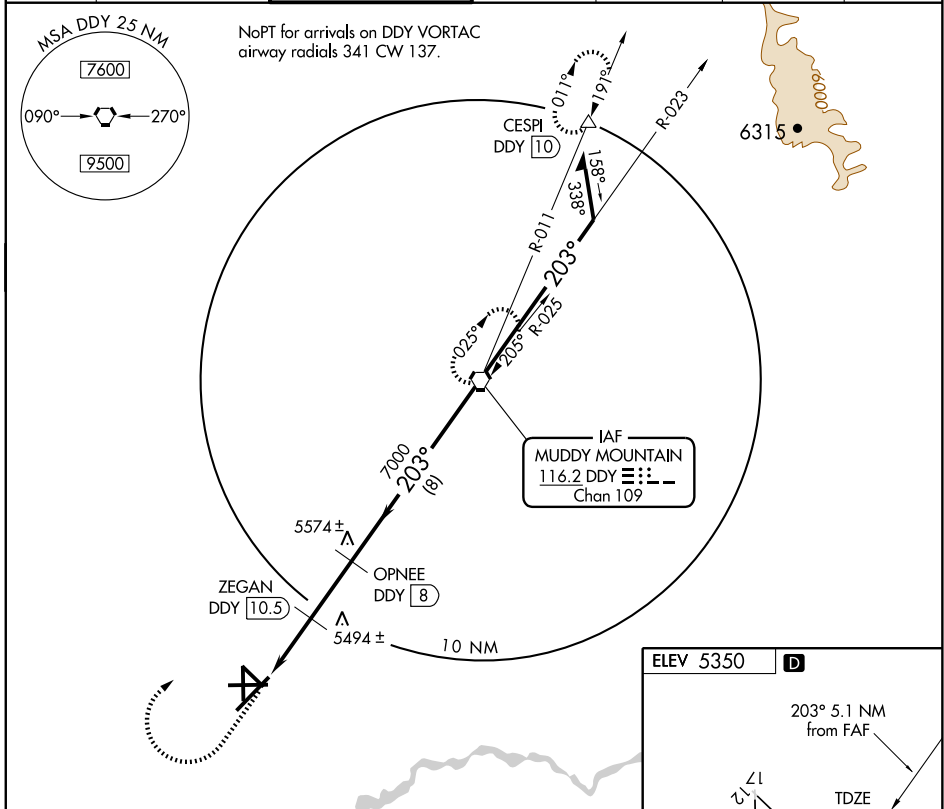 MSA DDY 25 NM
7600
090°
270°
9500
NoPT for arrivals on DDY VORTAC
airway radials 341 CW 137.
6000
6315
011°
191°
R-023
CESPI
DDY 10
158°
338°
R-011
203°
R-025
025°
205°
IAF
MUDDY MOUNTAIN
116.2 DDY
Chan 109
7000
203°
(8)
5574 ±
OPNEE
DDY 8
ZEGAN
DDY 10.5
5494 ±
10 NM
ELEV 5350
D
203° 5.1 NM
from FAF
17
12
TDZE